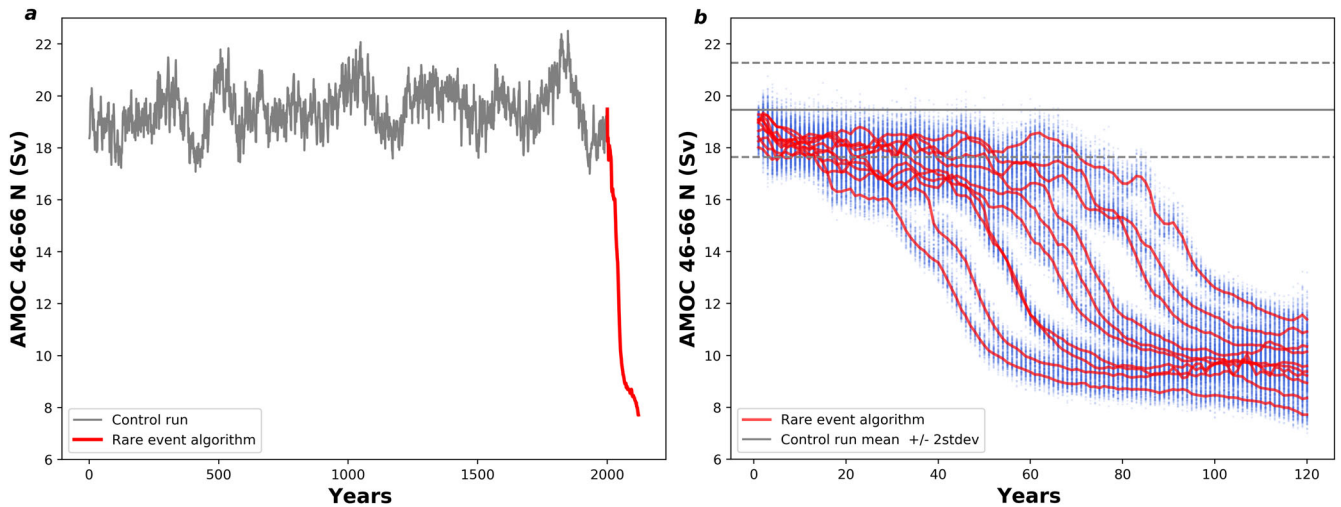 a
22
20
18
16
14
12
10
8
6
AMOC 46-66 N (Sv)
0 500 1000 1500 2000
Years
Control run
Rare event algorithm
b
22
20
18
16
14
12
10
8
6
AMOC 46-66 N (Sv)
0 20 40 60 80 100 120
Years
Rare event algorithm
Control run mean +/- 2stdev